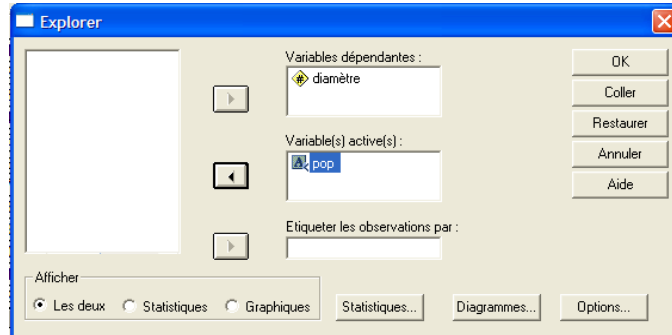 Explorer
Variables dépendantes :
diamètre
Variable(s) active(s) :
pop
Etiqueter les observations par :
OK
Coller
Restaurer
Annuler
Aide
Afficher
Les deux
Statistiques
Graphiques
Statistiques...
Diagrammes...
Options...